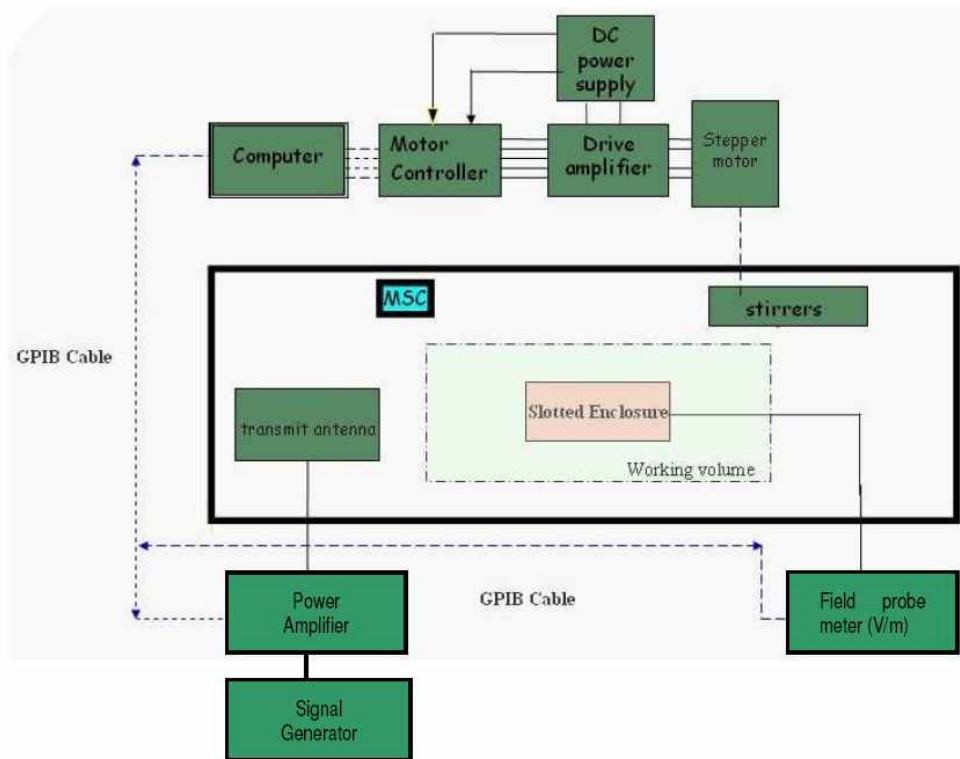 DC
power
supply
Computer
Motor
Controller
Drive
amplifier
Stepper
motor
MSC
stirrers
GPIB Cable
transmit antenna
Slotted Enclosure
Working volume
GPIB Cable
Power
Amplifier
Field probe
meter (V/m)
Signal
Generator